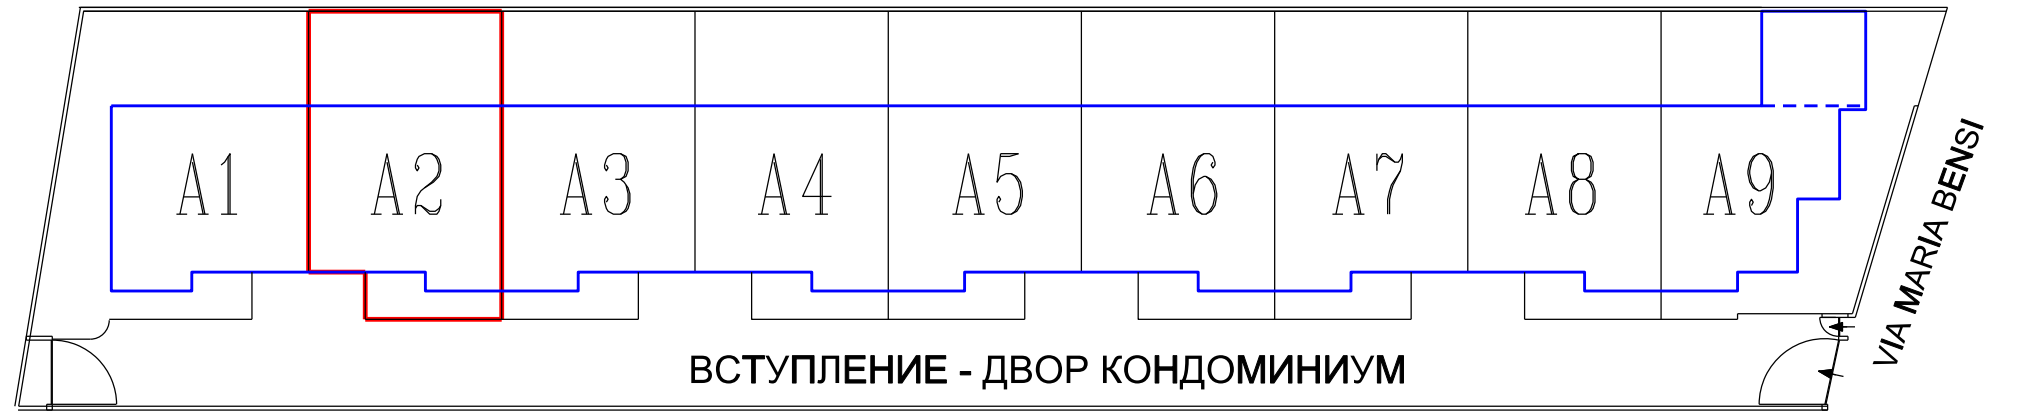 A1 A2 A3 A4 A5 A6 A7 A8 A9
VIA MARIA BENSI
ВСТУПЛЕНИЕ - ДВОР КОНДОМИНИУМ